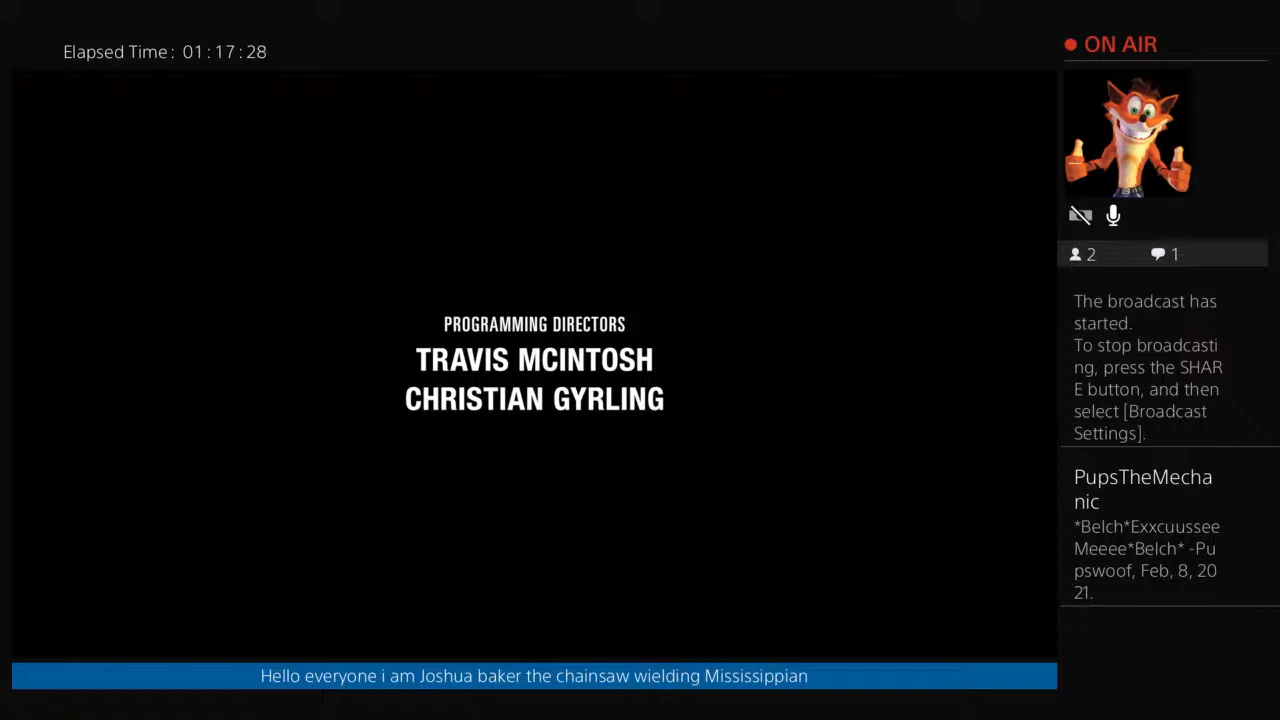 Elapsed Time: 01:17:28
ON AIR
PROGRAMMING DIRECTORS
TRAVIS MCINTOSH
CHRISTIAN GYRLING
2
1
The broadcast has
started.
To stop broadcasti
ng, press the SHAR
E button, and then
select [Broadcast
Settings].
PupsTheMecha
nic
*Belch*Exxcuussee
Meeee*Belch* -Pu
pswoof, Feb, 8, 20
21.
Hello everyone i am Joshua baker the chainsaw wielding Mississippian